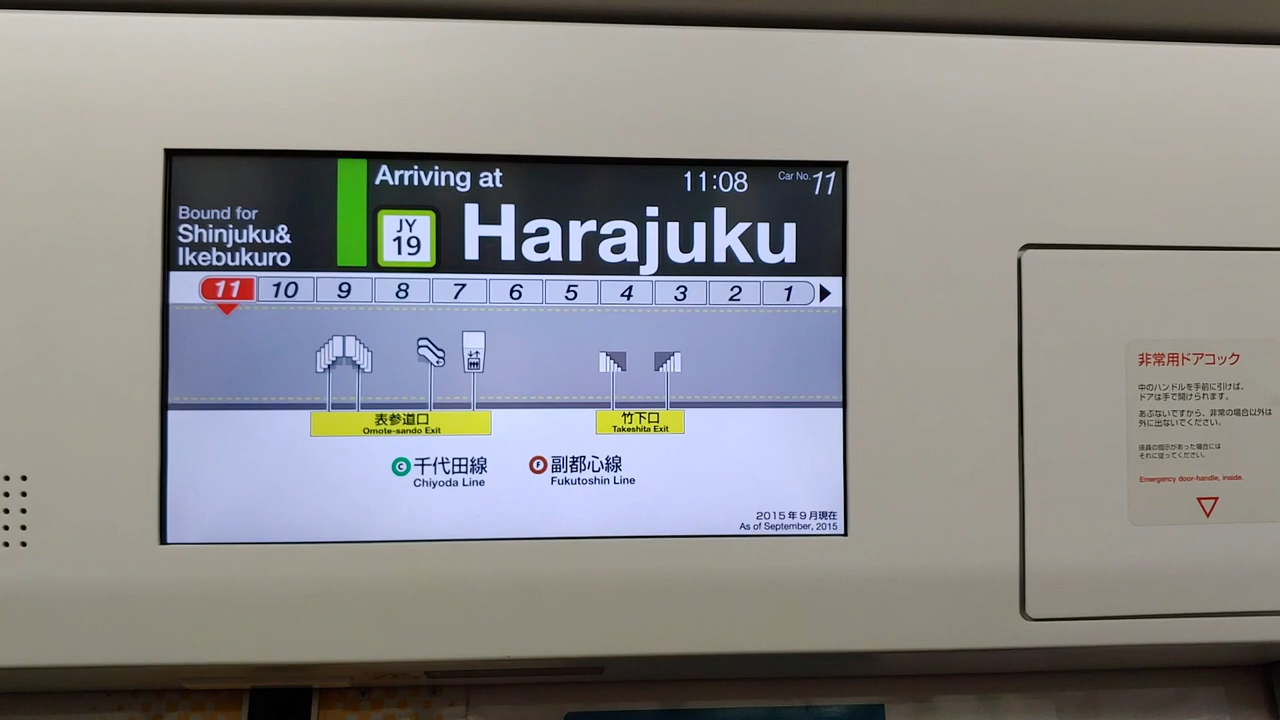 Arriving at
11:08
Car No. 11
Bound for
Shinjuku&
Ikebukuro
JY
19
Harajuku
11 10 9 8 7 6 5 4 3 2 1
表参道口
Omote-sando Exit
竹下口
Takeshita Exit
C 千代田線
Chiyoda Line
F 副都心線
Fukutoshin Line
2015年9月現在
As of September, 2015
非常用ドアコック
中のハンドルを手前に引けば、
ドアは手で開けられます。
あぶないですから、非常の場合以外は
外に出ないでください。
係員の指示があった場合には
それに従ってください。
Emergency door-handle, inside.